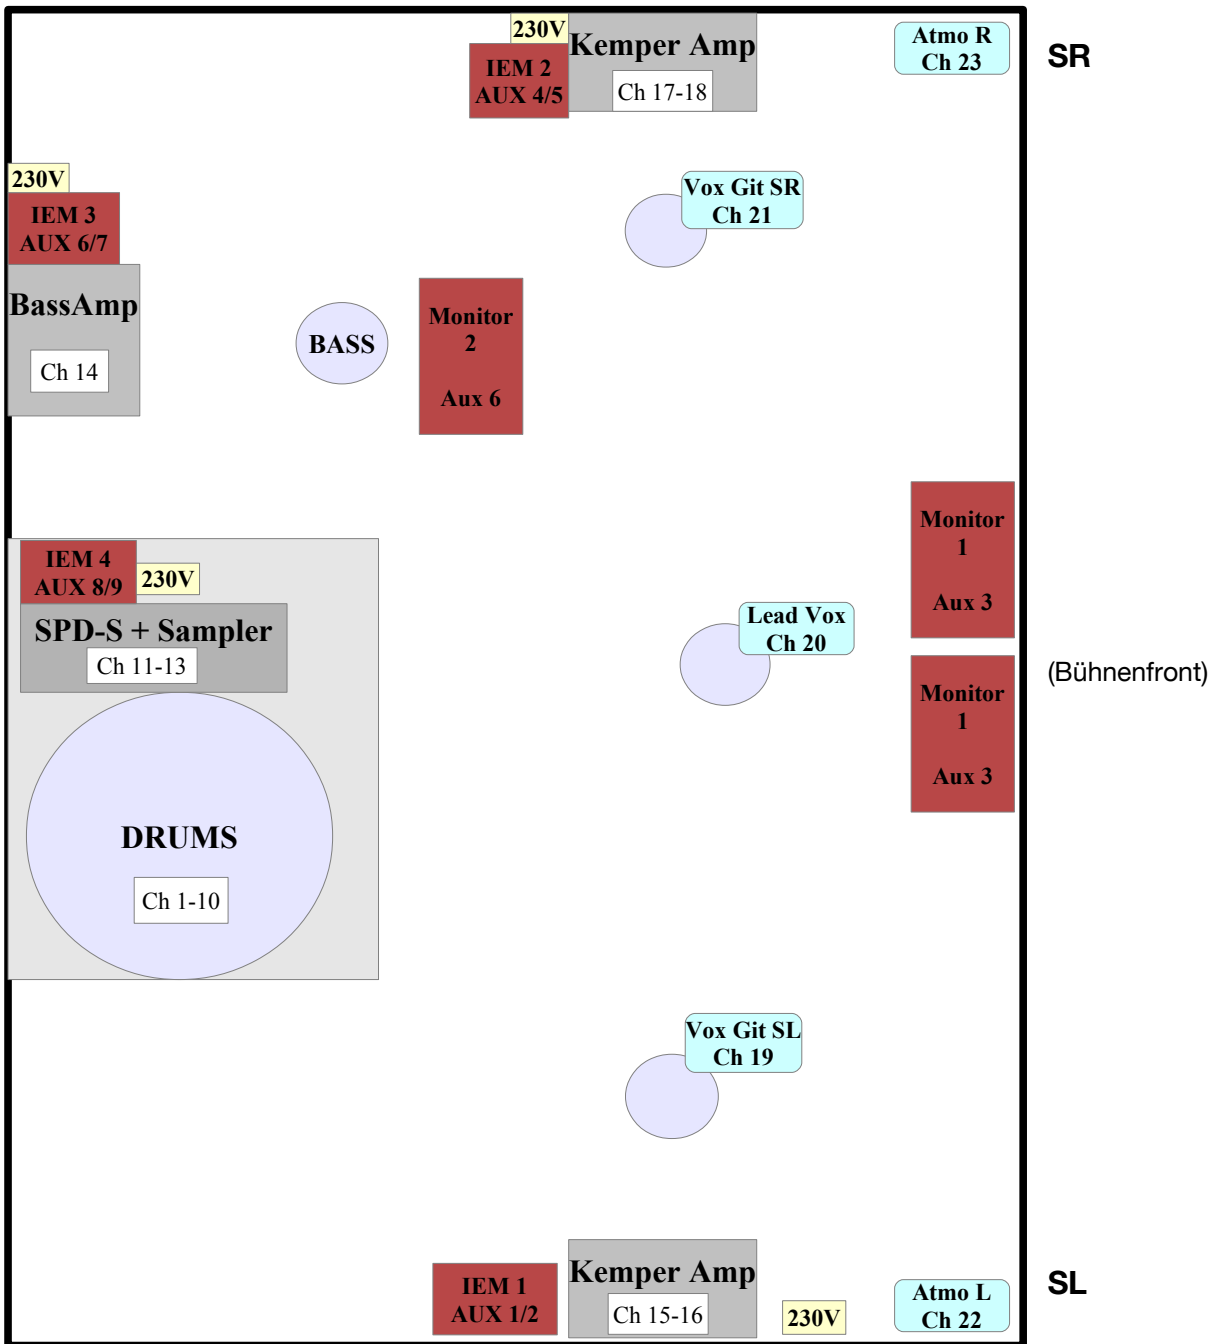 230V
Kemper Amp
IEM 2
AUX 4/5
Ch 17-18
Atmo R
Ch 23
SR
230V
IEM 3
AUX 6/7
BassAmp
Ch 14
Vox Git SR
Ch 21
BASS
Monitor
2
Aux 6
Monitor
1
Aux 3
IEM 4
AUX 8/9
230V
SPD-S + Sampler
Ch 11-13
Lead Vox
Ch 20
(Bühnenfront)
Monitor
1
Aux 3
DRUMS
Ch 1-10
Vox Git SL
Ch 19
IEM 1
AUX 1/2
Kemper Amp
Ch 15-16
230V
Atmo L
Ch 22
SL